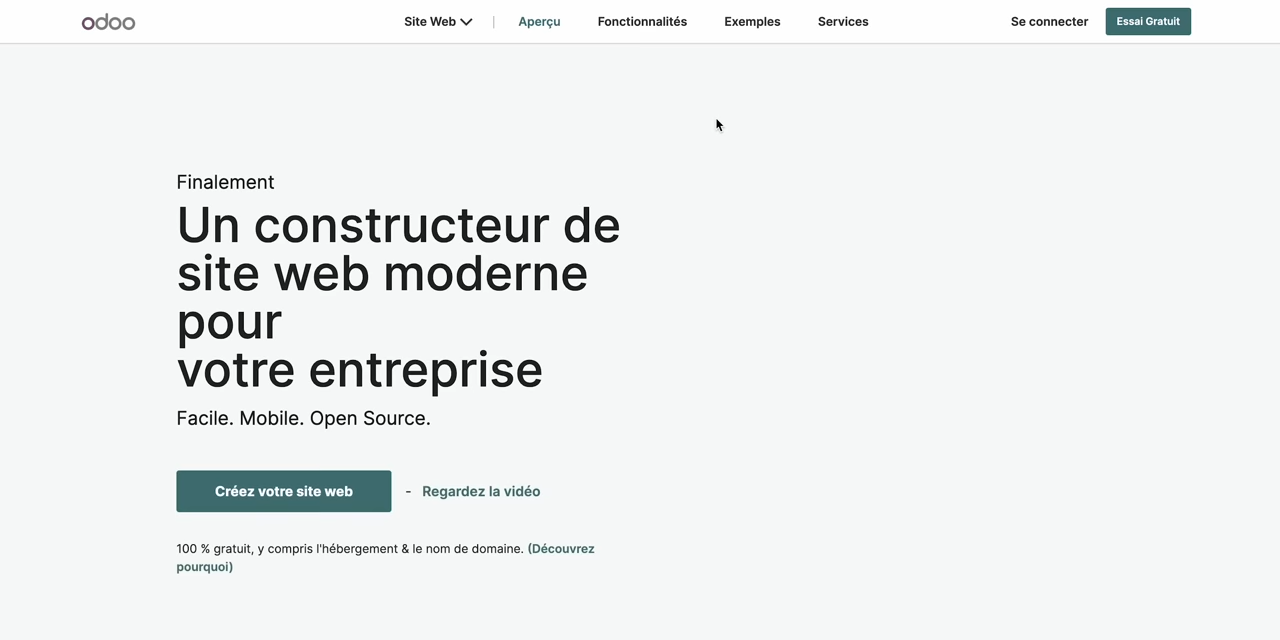 odoo
Site Web | Aperçu Fonctionnalités Exemples Services Se connecter Essai Gratuit
Finalement
Un constructeur de
site web moderne
pour
votre entreprise
Facile. Mobile. Open Source.
Créez votre site web - Regardez la vidéo
100 % gratuit, y compris l'hébergement & le nom de domaine. (Découvrez
pourquoi)